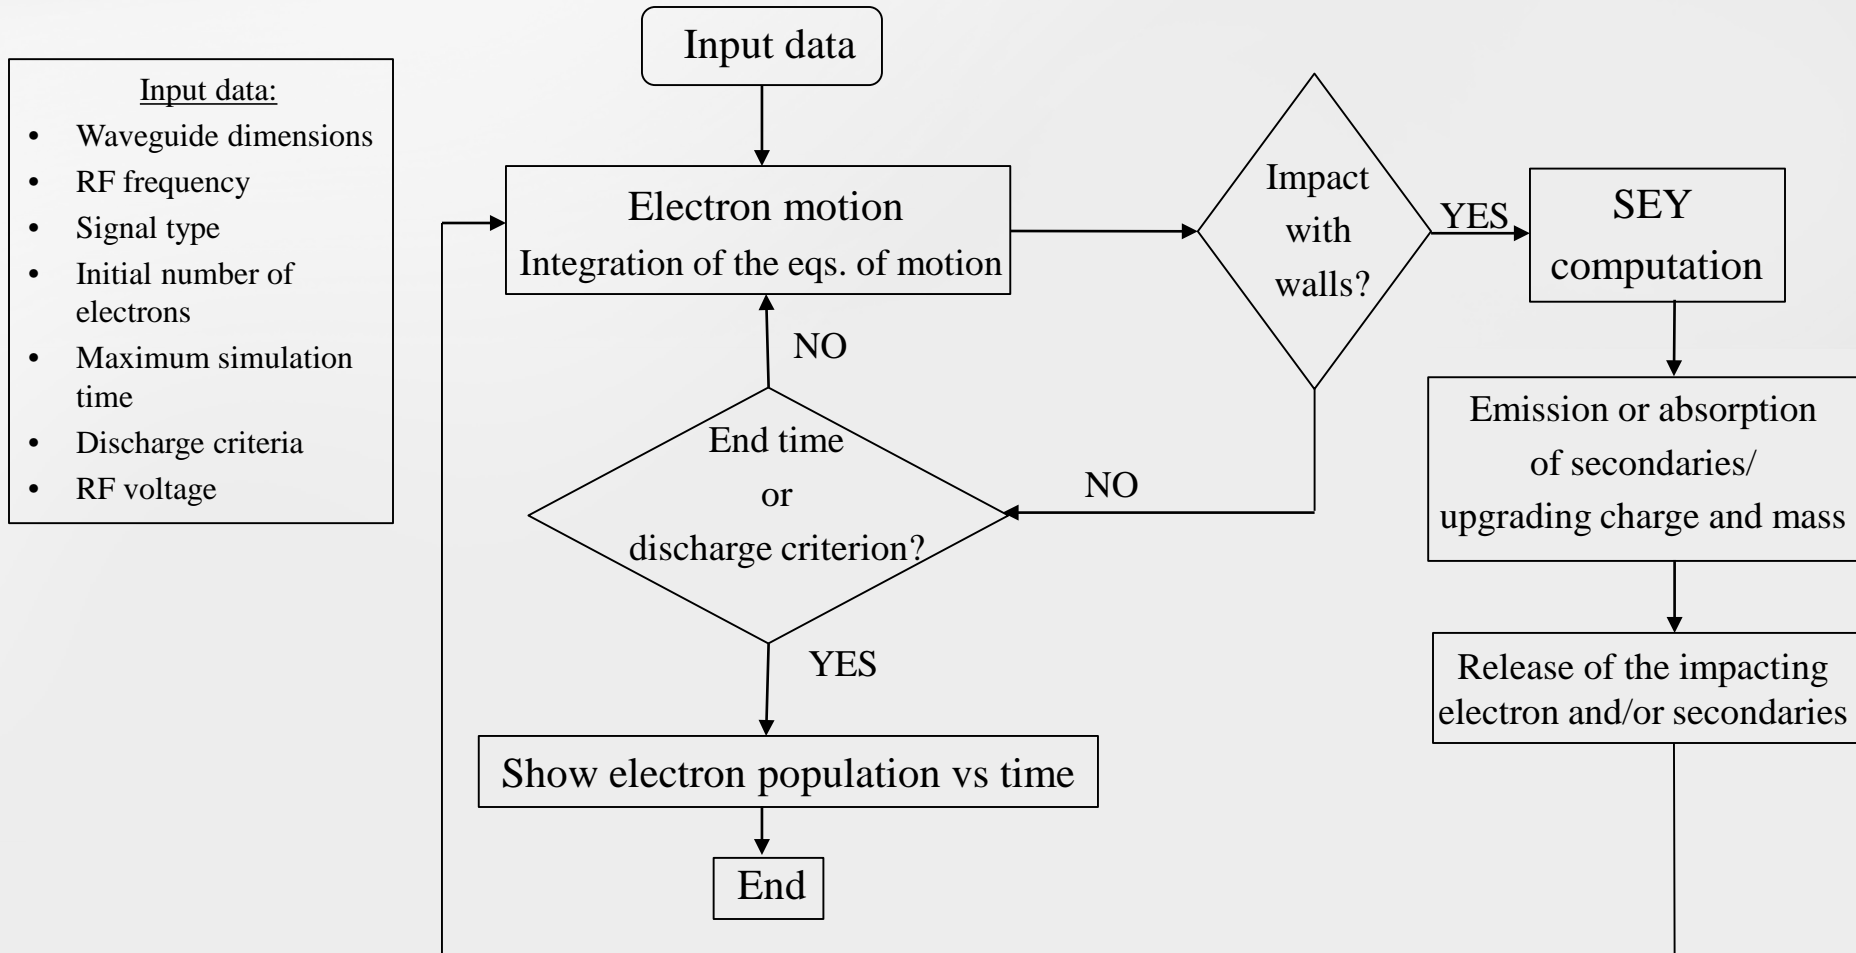 Input data
Input data:
• Waveguide dimensions
• RF frequency
• Signal type
• Initial number of
electrons
• Maximum simulation
time
• Discharge criteria
• RF voltage
Electron motion
Integration of the eqs. of motion
Impact
with
walls?
YES
SEY
computation
NO
End time
or
discharge criterion?
NO
Emission or absorption
of secondaries/
upgrading charge and mass
YES
Release of the impacting
electron and/or secondaries
Show electron population vs time
End